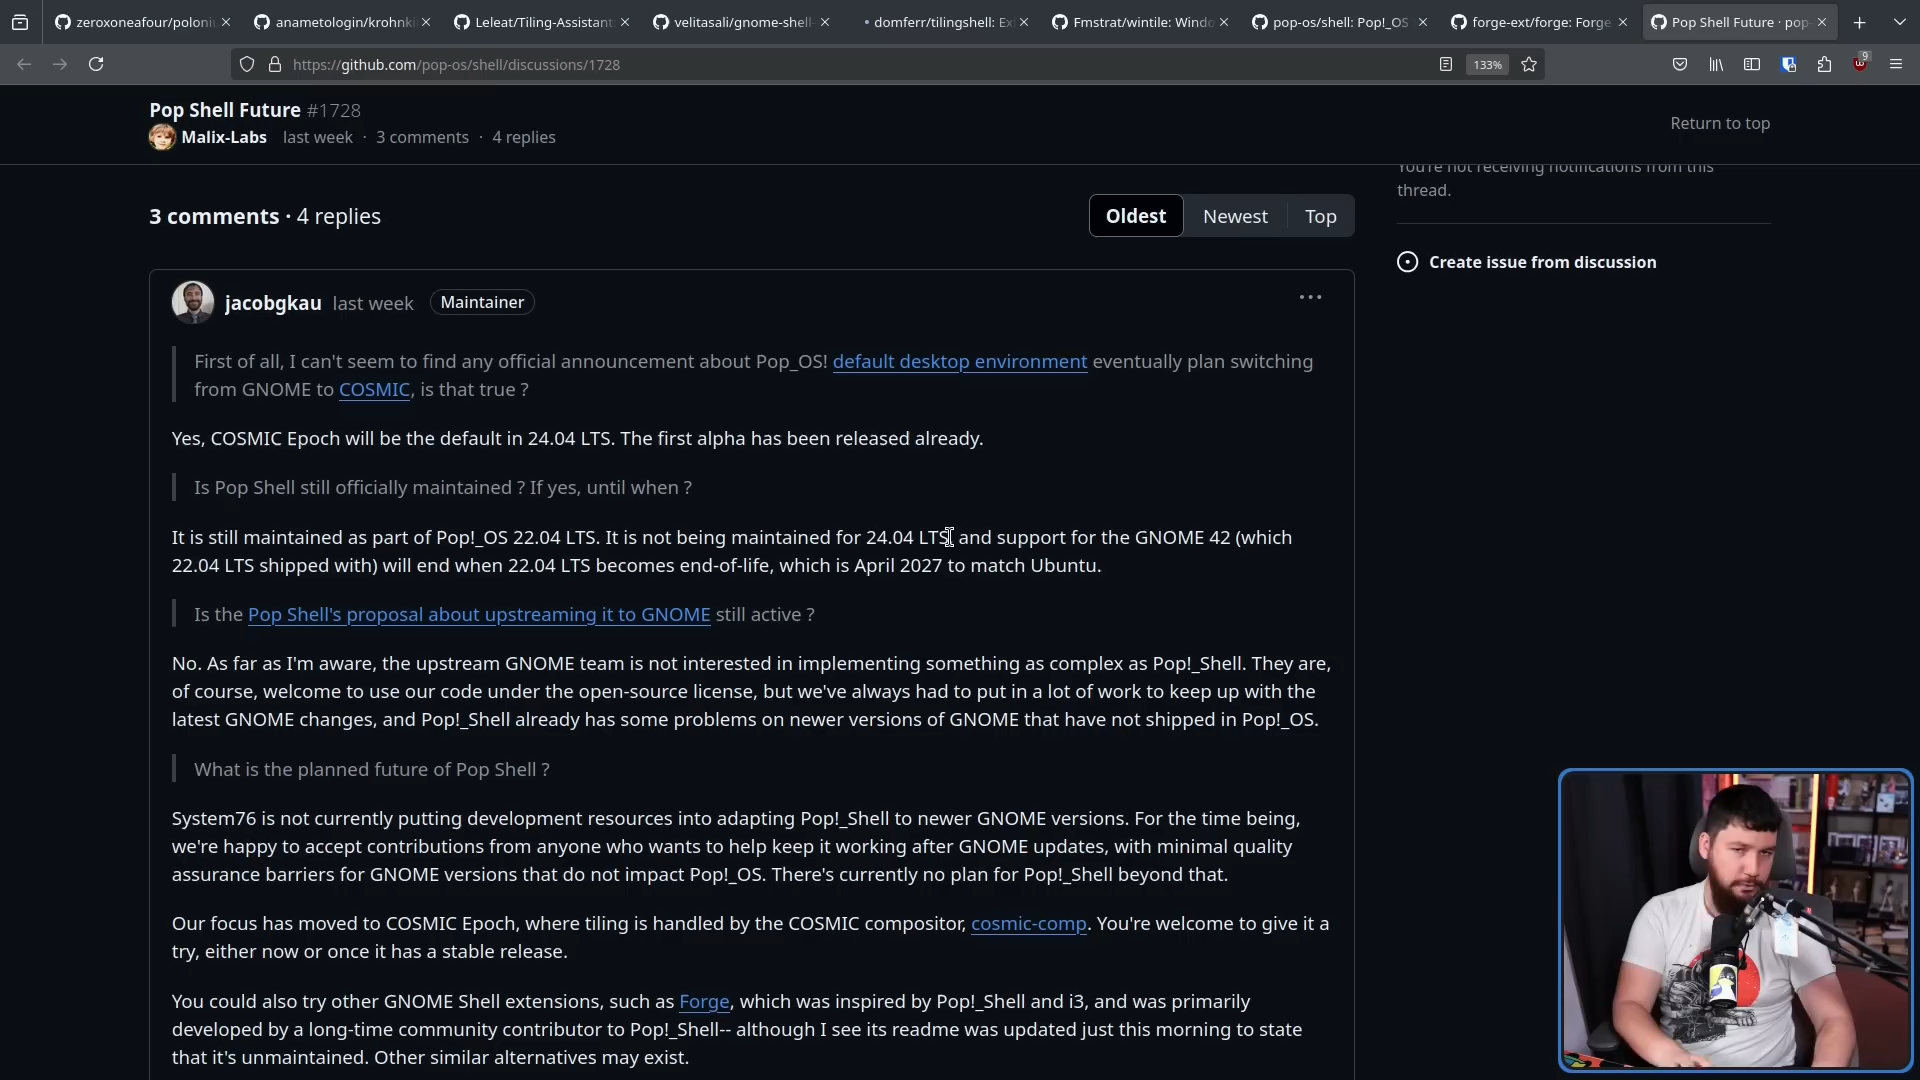 zeroxoneafour/poloni
anametologin/krohnki
Leleat/Tiling-Assistant
velitasali/gnome-shell-
domferr/tilingshell: Ex
Fmstrat/wintile: Windo
pop-os/shell: Pop!_OS
forge-ext/forge: Forge
Pop Shell Future · pop-
https://github.com/pop-os/shell/discussions/1728
133%
9
Pop Shell Future #1728
Malix-Labs last week · 3 comments · 4 replies
Return to top
You're not receiving notifications from this
thread.
3 comments · 4 replies
Oldest Newest Top
Create issue from discussion
jacobgkau last week Maintainer
First of all, I can't seem to find any official announcement about Pop_OS! default desktop environment eventually plan switching
from GNOME to COSMIC, is that true ?
Yes, COSMIC Epoch will be the default in 24.04 LTS. The first alpha has been released already.
Is Pop Shell still officially maintained ? If yes, until when ?
It is still maintained as part of Pop!_OS 22.04 LTS. It is not being maintained for 24.04 LTS, and support for the GNOME 42 (which
22.04 LTS shipped with) will end when 22.04 LTS becomes end-of-life, which is April 2027 to match Ubuntu.
Is the Pop Shell's proposal about upstreaming it to GNOME still active ?
No. As far as I'm aware, the upstream GNOME team is not interested in implementing something as complex as Pop!_Shell. They are,
of course, welcome to use our code under the open-source license, but we've always had to put in a lot of work to keep up with the
latest GNOME changes, and Pop!_Shell already has some problems on newer versions of GNOME that have not shipped in Pop!_OS.
What is the planned future of Pop Shell ?
System76 is not currently putting development resources into adapting Pop!_Shell to newer GNOME versions. For the time being,
we're happy to accept contributions from anyone who wants to help keep it working after GNOME updates, with minimal quality
assurance barriers for GNOME versions that do not impact Pop!_OS. There's currently no plan for Pop!_Shell beyond that.
Our focus has moved to COSMIC Epoch, where tiling is handled by the COSMIC compositor, cosmic-comp. You're welcome to give it a
try, either now or once it has a stable release.
You could also try other GNOME Shell extensions, such as Forge, which was inspired by Pop!_Shell and i3, and was primarily
developed by a long-time community contributor to Pop!_Shell-- although I see its readme was updated just this morning to state
that it's unmaintained. Other similar alternatives may exist.